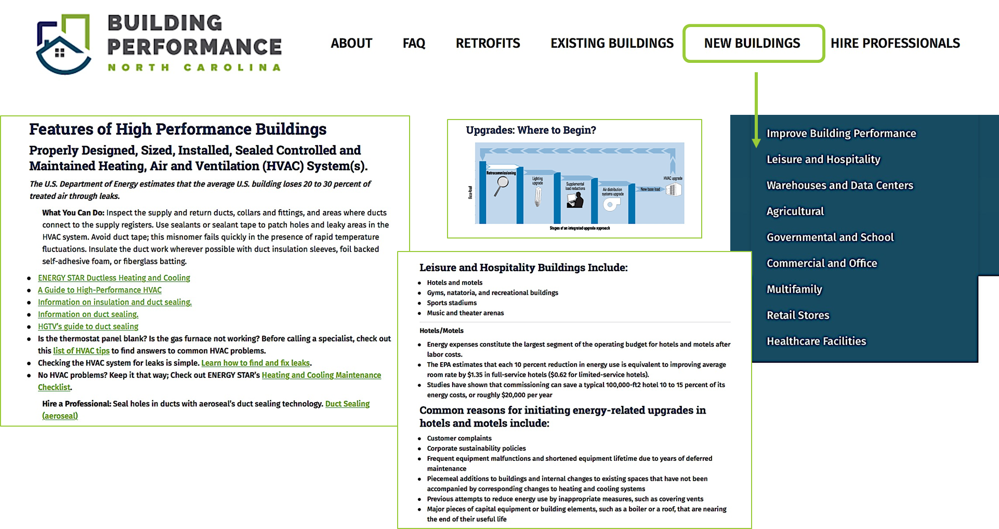 BUILDING
PERFORMANCE
NORTH CAROLINA
ABOUT
FAQ
RETROFITS
EXISTING BUILDINGS
NEW BUILDINGS
HIRE PROFESSIONALS
Features of High Performance Buildings
Properly Designed, Sized, Installed, Sealed Controlled and
Maintained Heating, Air and Ventilation (HVAC) System(s).
The U.S. Department of Energy estimates that the average U.S. building loses 20 to 30 percent of
treated air through leaks.
What You Can Do: Inspect the supply and return ducts, collars and fittings, and areas where ducts
connect to the supply registers. Use sealants or sealant tape to patch holes and leaky areas in the
HVAC system. Avoid duct tape; this misnomer fails quickly in the presence of rapid temperature
fluctuations. Insulate the duct work wherever possible with duct insulation sleeves, foil backed
self-adhesive foam, or fiberglass batting.
• ENERGY STAR Ductless Heating and Cooling
• A Guide to High-Performance HVAC
• Information on insulation and duct sealing.
• Information on duct sealing.
• HGTV's guide to duct sealing
• Is the thermostat panel blank? Is the gas furnace not working? Before calling a specialist, check out
this list of HVAC tips to find answers to common HVAC problems.
• Checking the HVAC system for leaks is simple. Learn how to find and fix leaks.
• No HVAC problems? Keep it that way; Check out ENERGY STAR's Heating and Cooling Maintenance
Checklist.
Hire a Professional: Seal holes in ducts with aeroseal's duct sealing technology. Duct Sealing
(aeroseal)
Upgrades: Where to Begin?
Base load
Retrocommissioning
Lighting
upgrade
Supplemental
load reductions
Air distribution
systems upgrade
New base load
HVAC upgrade
Stages of an integrated upgrade approach
Leisure and Hospitality Buildings Include:
• Hotels and motels
• Gyms, natatoria, and recreational buildings
• Sports stadiums
• Music and theater arenas
Hotels/Motels
• Energy expenses constitute the largest segment of the operating budget for hotels and motels after
labor costs.
• The EPA estimates that each 10 percent reduction in energy use is equivalent to improving average
room rate by $1.35 in full-service hotels ($0.62 for limited-service hotels).
• Studies have shown that commissioning can save a typical 100,000-ft2 hotel 10 to 15 percent of its
energy costs, or roughly $20,000 per year
Common reasons for initiating energy-related upgrades in
hotels and motels include:
• Customer complaints
• Corporate sustainability policies
• Frequent equipment malfunctions and shortened equipment lifetime due to years of deferred
maintenance
• Piecemeal additions to buildings and internal changes to existing spaces that have not been
accompanied by corresponding changes to heating and cooling systems
• Previous attempts to reduce energy use by inappropriate measures, such as covering vents
• Major pieces of capital equipment or building elements, such as a boiler or a roof, that are nearing
the end of their useful life
Improve Building Performance
Leisure and Hospitality
Warehouses and Data Centers
Agricultural
Governmental and School
Commercial and Office
Multifamily
Retail Stores
Healthcare Facilities